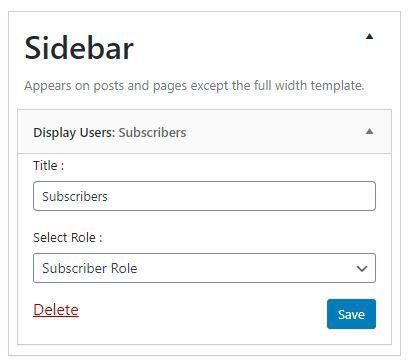 Sidebar
Appears on posts and pages except the full width template.
Display Users: Subscribers
Title :
Subscribers
Select Role :
Subscriber Role
Delete
Save